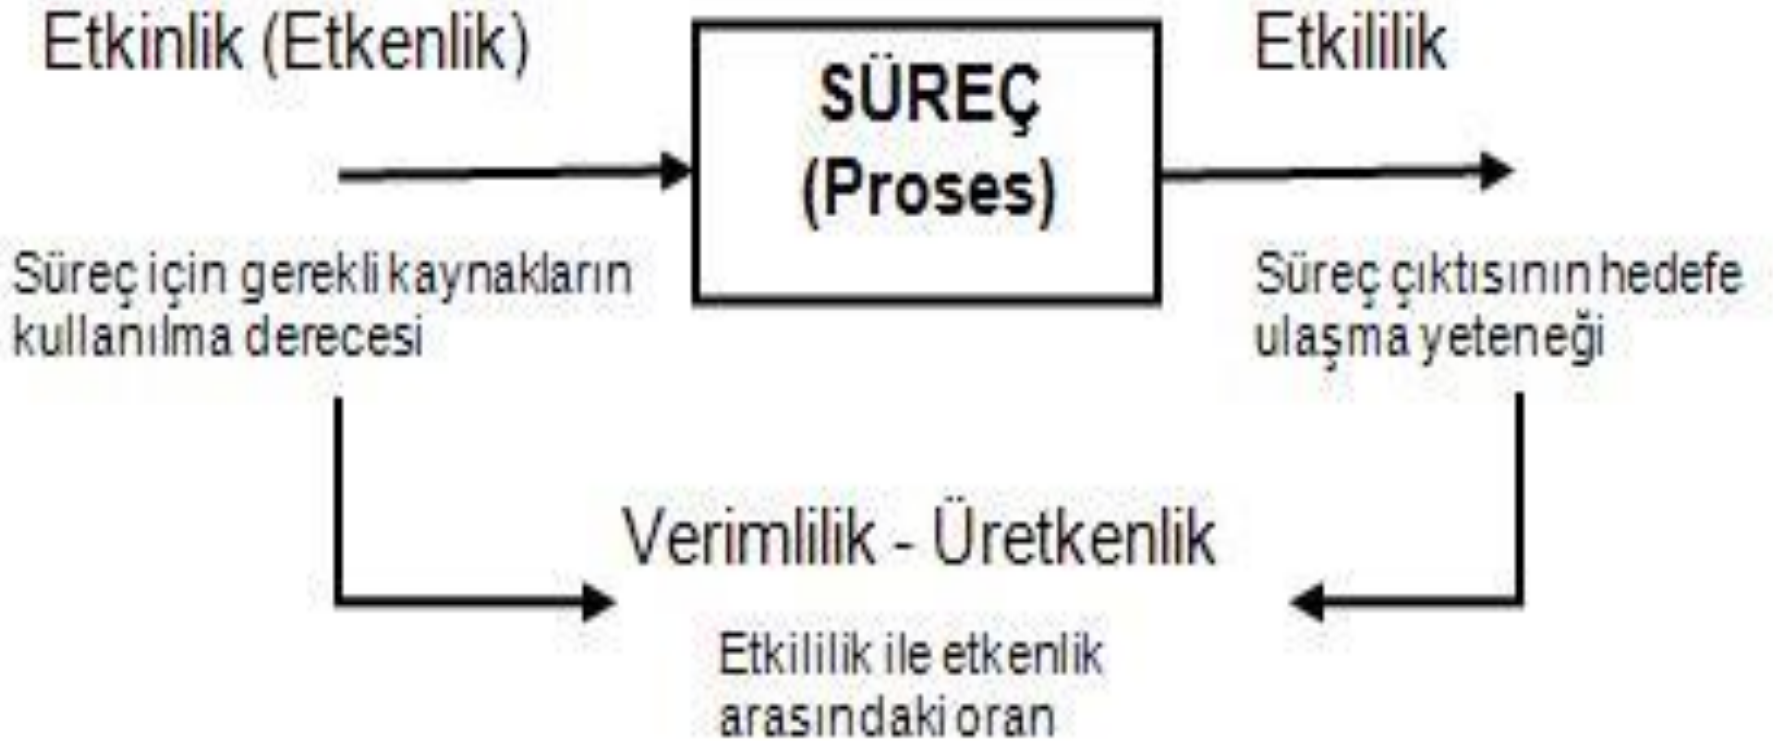 Etkinlik (Etkenlik)
SÜREÇ
(Proses)
Etkililik
Süreç için gerekli kaynakların
kullanılma derecesi
Süreç çıktısının hedefe
ulaşma yeteneği
Verimlilik - Üretkenlik
Etkililik ile etkenlik
arasındaki oran